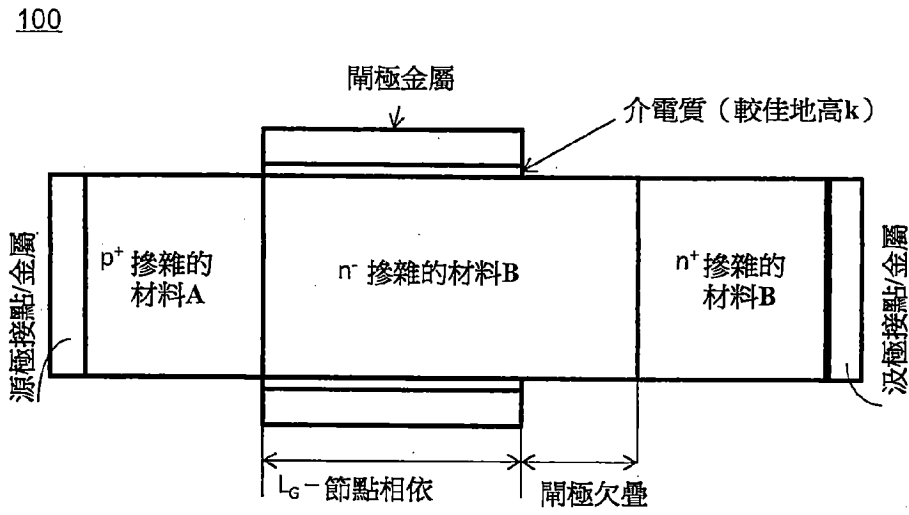 100
閘極金屬
介電質（較佳地高k）
源極接點/金屬
p⁺ 摻雜的
材料A
n⁻ 摻雜的材料B
n⁺ 摻雜的
材料B
汲極接點/金屬
L_G－節點相依
閘極欠疊